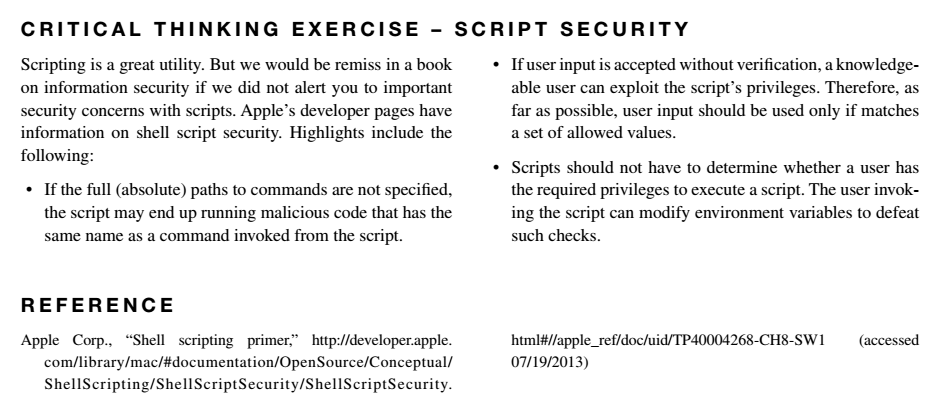 CRITICAL THINKING EXERCISE – SCRIPT SECURITY
Scripting is a great utility. But we would be remiss in a book
on information security if we did not alert you to important
security concerns with scripts. Apple’s developer pages have
information on shell script security. Highlights include the
following:
• If the full (absolute) paths to commands are not specified,
the script may end up running malicious code that has the
same name as a command invoked from the script.
• If user input is accepted without verification, a knowledge-
able user can exploit the script’s privileges. Therefore, as
far as possible, user input should be used only if matches
a set of allowed values.
• Scripts should not have to determine whether a user has
the required privileges to execute a script. The user invok-
ing the script can modify environment variables to defeat
such checks.
REFERENCE
Apple Corp., “Shell scripting primer,” http://developer.apple.
com/library/mac/#documentation/OpenSource/Conceptual/
ShellScripting/ShellScriptSecurity/ShellScriptSecurity.
html#//apple_ref/doc/uid/TP40004268-CH8-SW1 (accessed
07/19/2013)